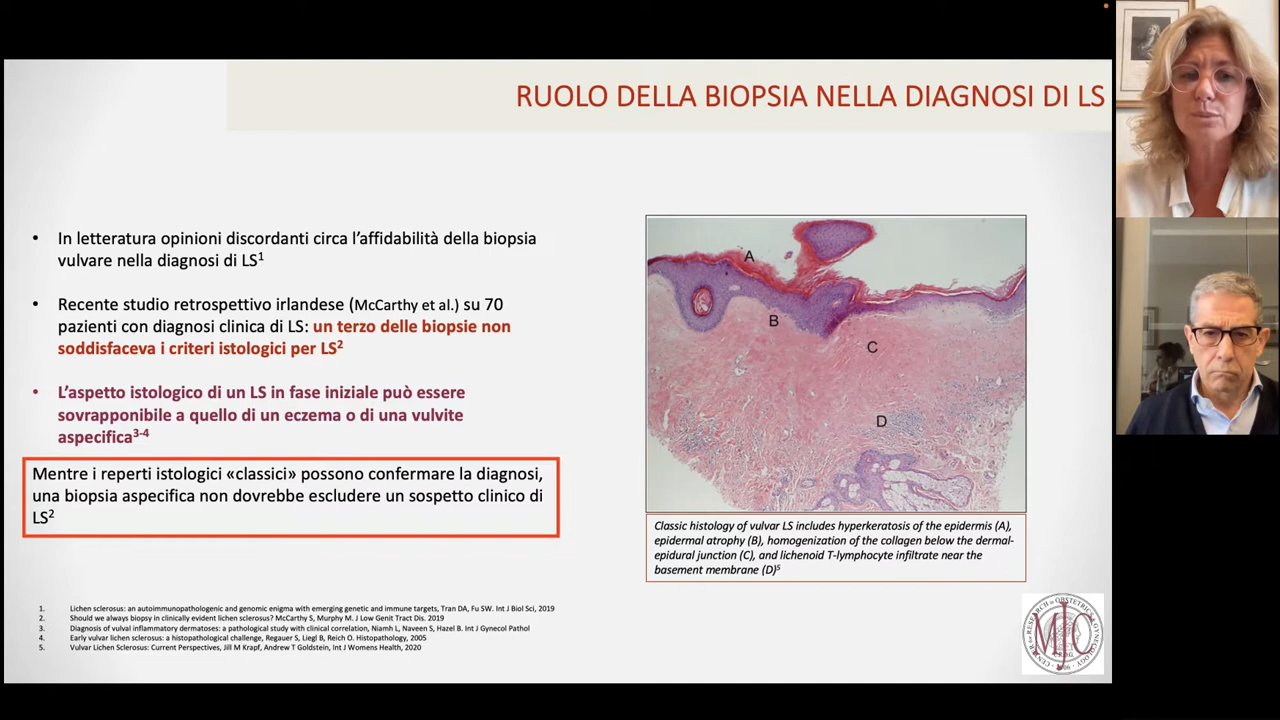 RUOLO DELLA BIOPSIA NELLA DIAGNOSI DI LS
• In letteratura opinioni discordanti circa l’affidabilità della biopsia
vulvare nella diagnosi di LS1
• Recente studio retrospettivo irlandese (McCarthy et al.) su 70
pazienti con diagnosi clinica di LS: un terzo delle biopsie non
soddisfaceva i criteri istologici per LS2
• L’aspetto istologico di un LS in fase iniziale può essere
sovrapponibile a quello di un eczema o di una vulvite
aspecifica3-4
Mentre i reperti istologici «classici» possono confermare la diagnosi,
una biopsia aspecifica non dovrebbe escludere un sospetto clinico di
LS2
A
B
C
D
Classic histology of vulvar LS includes hyperkeratosis of the epidermis (A),
epidermal atrophy (B), homogenization of the collagen below the dermal-
epidural junction (C), and lichenoid T-lymphocyte infiltrate near the
basement membrane (D)5
1. Lichen sclerosus: an autoimmunopathogenic and genomic enigma with emerging genetic and immune targets, Tran DA, Fu SW. Int J Biol Sci, 2019
2. Should we always biopsy in clinically evident lichen sclerosus? McCarthy S, Murphy M. J Low Genit Tract Dis. 2019
3. Diagnosis of vulval inflammatory dermatoses: a pathological study with clinical correlation, Niamh L, Naveen S, Hazel B. Int J Gynecol Pathol
4. Early vulvar lichen sclerosus: a histopathological challenge, Regauer S, Liegl B, Reich O. Histopathology, 2005
5. Vulvar Lichen Sclerosus: Current Perspectives, Jill M Krapf, Andrew T Goldstein, Int J Womens Health, 2020
CENTER for RESEARCH in OBSTETRICS & GYNECOLOGY
MJC